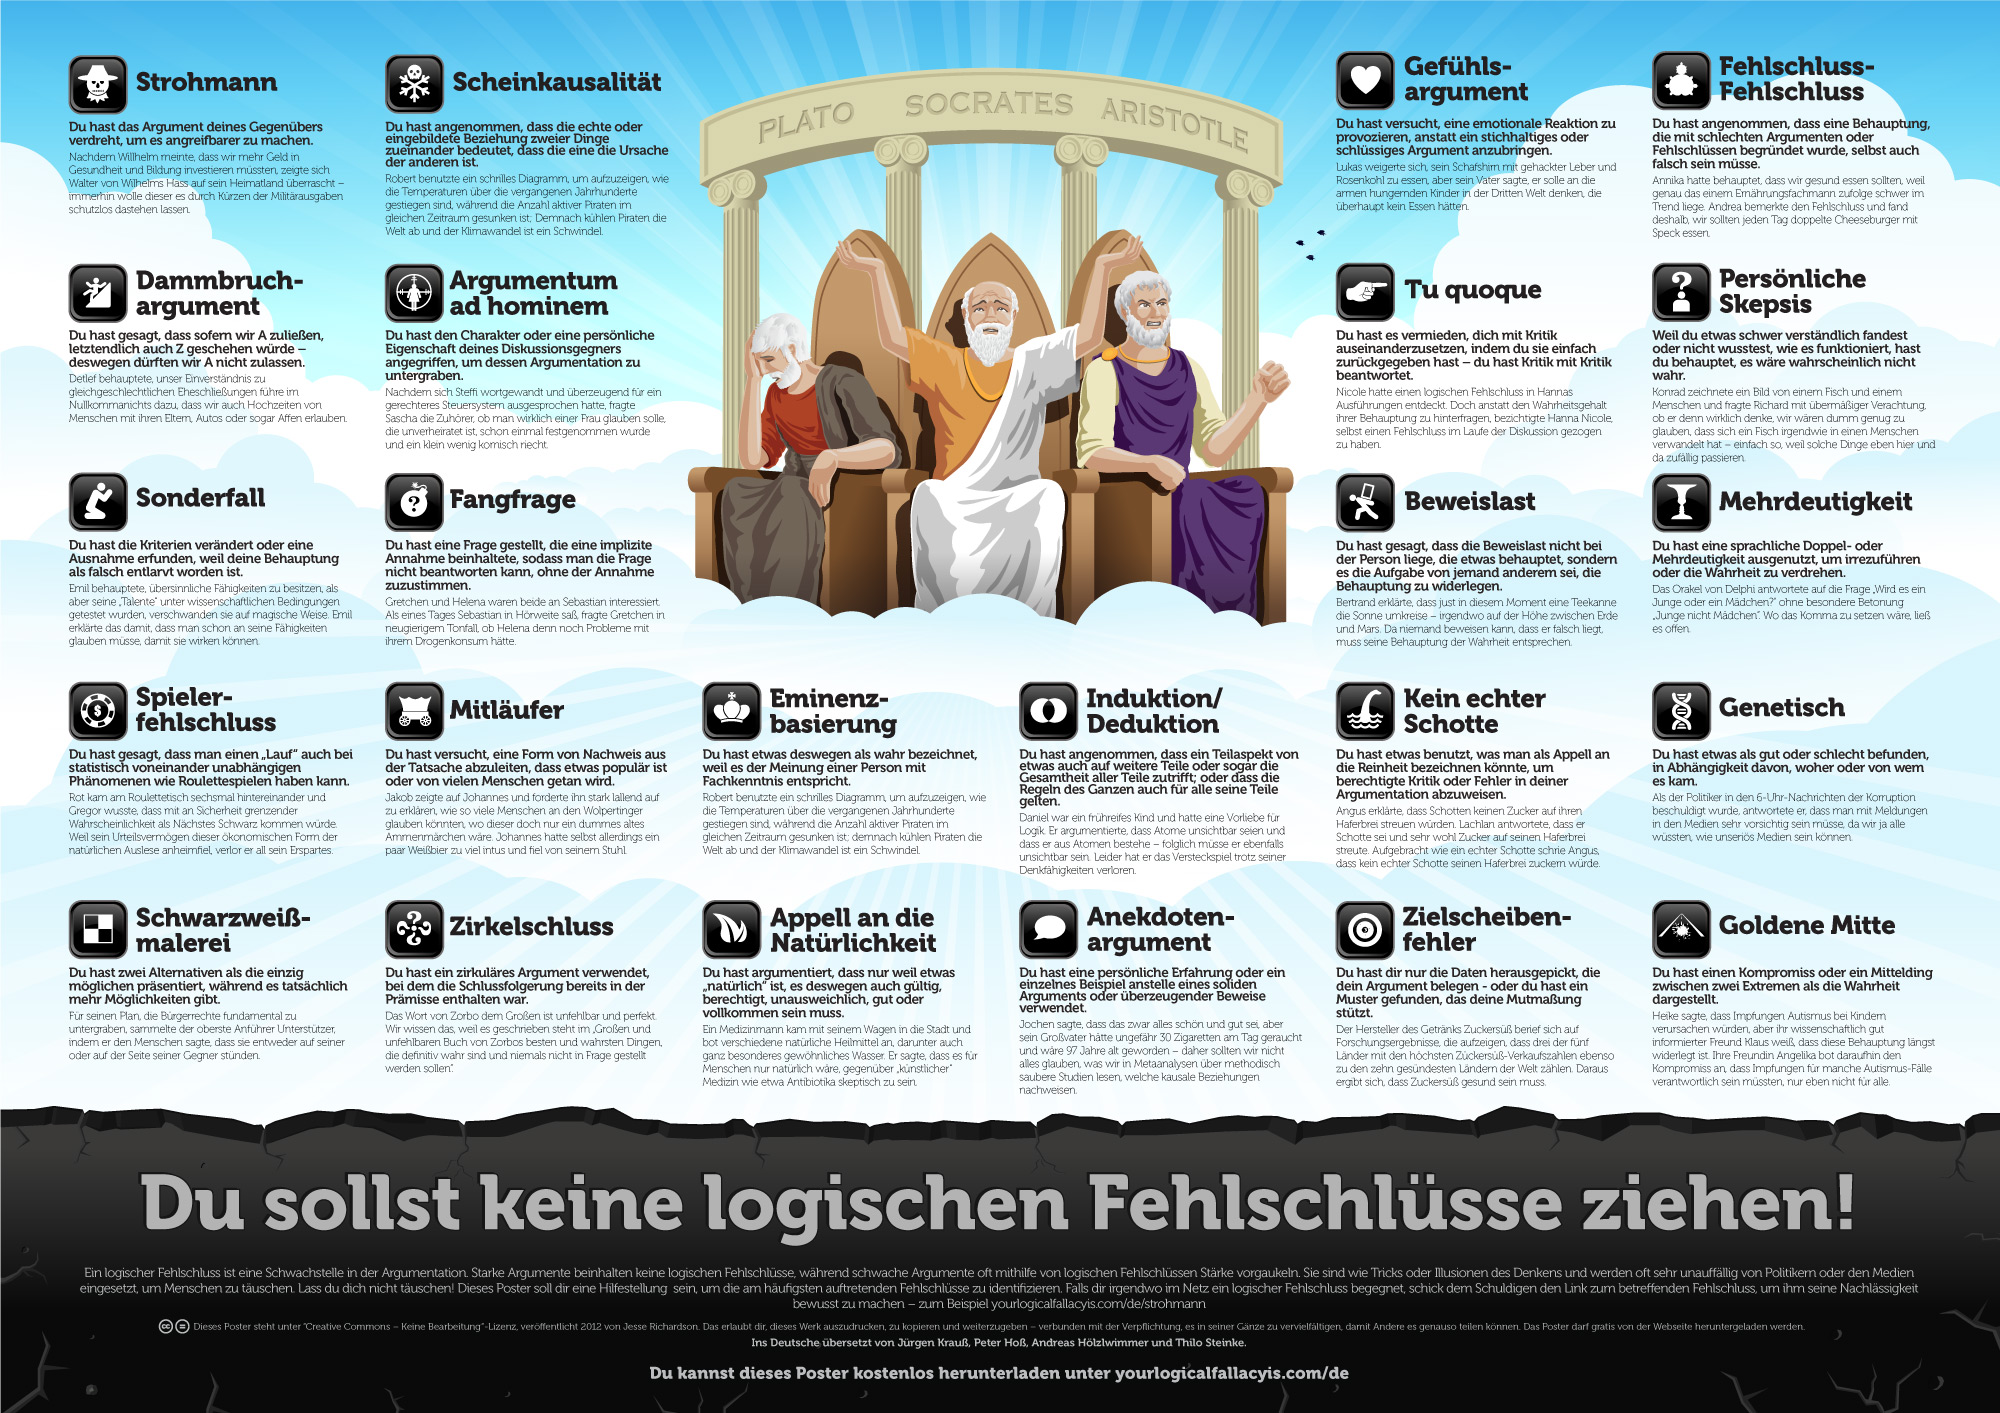 PLATO
SOCRATES
ARISTOTLE
Strohmann
Du hast das Argument deines Gegenübers
verdreht, um es angreifbarer zu machen.
Nachdem Willhelm meinte, dass wir mehr Geld in
Gesundheit und Bildung investieren müssten, zeigte sich
Walter von Wilhelms Hass auf sein Heimatland überrascht –
immerhin wolle dieser es durch Kürzen der Militärausgaben
schutzlos dastehen lassen.
Scheinkausalität
Du hast angenommen, dass die echte oder
eingebildete Beziehung zweier Dinge
zueinander bedeutet, dass die eine die Ursache
der anderen ist.
Robert benutzte ein schrilles Diagramm, um aufzuzeigen, wie
die Temperaturen über die vergangenen Jahrhunderte
gestiegen sind, während die Anzahl aktiver Piraten im
gleichen Zeitraum gesunken ist; Demnach kühlen Piraten die
Welt ab und der Klimawandel ist ein Schwindel.
Gefühls-
argument
Du hast versucht, eine emotionale Reaktion zu
provozieren, anstatt ein stichhaltiges oder
schlüssiges Argument anzubringen.
Lukas weigerte sich, sein Schafshirn mit gehackter Leber und
Rosenkohl zu essen, aber sein Vater sagte, er solle an die
armen hungernden Kinder in der Dritten Welt denken, die
überhaupt kein Essen hätten.
Fehlschluss-
Fehlschluss
Du hast angenommen, dass eine Behauptung,
die mit schlechten Argumenten oder
Fehlschlüssen begründet wurde, selbst auch
falsch sein müsse.
Annika hatte behauptet, dass wir gesund essen sollten, weil
genau das einem Ernährungsfachmann zufolge schwer im
Trend liege. Andrea bemerkte den Fehlschluss und fand
deshalb, wir sollten jeden Tag doppelte Cheeseburger mit
Speck essen.
Dammbruch-
argument
Du hast gesagt, dass sofern wir A zuließen,
letztendlich auch Z geschehen würde –
deswegen dürften wir A nicht zulassen.
Detlef behauptete, unser Einverständnis zu
gleichgeschlechtlichen Eheschließungen führe im
Nullkommanichts dazu, dass wir auch Hochzeiten von
Menschen mit ihren Eltern, Autos oder sogar Affen erlauben.
Argumentum
ad hominem
Du hast den Charakter oder eine persönliche
Eigenschaft deines Diskussionsgegners
angegriffen, um dessen Argumentation zu
untergraben.
Nachdem sich Steffi wortgewandt und überzeugend für ein
gerechteres Steuersystem ausgesprochen hatte, fragte
Sascha die Zuhörer, ob man wirklich einer Frau glauben solle,
die unverheiratet ist, schon einmal festgenommen wurde
und ein klein wenig komisch riecht.
Tu quoque
Du hast es vermieden, dich mit Kritik
auseinanderzusetzen, indem du sie einfach
zurückgegeben hast – du hast Kritik mit Kritik
beantwortet.
Nicole hatte einen logischen Fehlschluss in Hannas
Ausführungen entdeckt. Doch anstatt den Wahrheitsgehalt
ihrer Behauptung zu hinterfragen, bezichtigte Hanna Nicole,
selbst einen Fehlschluss im Laufe der Diskussion gezogen
zu haben.
Persönliche
Skepsis
Weil du etwas schwer verständlich fandest
oder nicht wusstest, wie es funktioniert, hast
du behauptet, es wäre wahrscheinlich nicht
wahr.
Konrad zeichnete ein Bild von einem Fisch und einem
Menschen und fragte Richard mit übermäßiger Verachtung,
ob er denn wirklich denke, wir wären dumm genug zu
glauben, dass sich ein Fisch irgendwie in einen Menschen
verwandelt hat – einfach so, weil solche Dinge eben hier und
da zufällig passieren.
Sonderfall
Du hast die Kriterien verändert oder eine
Ausnahme erfunden, weil deine Behauptung
als falsch entlarvt worden ist.
Emil behauptete, übersinnliche Fähigkeiten zu besitzen, als
aber seine „Talente“ unter wissenschaftlichen Bedingungen
getestet wurden, verschwanden sie auf magische Weise. Emil
erklärte das damit, dass man schon an seine Fähigkeiten
glauben müsse, damit sie wirken können.
Fangfrage
Du hast eine Frage gestellt, die eine implizite
Annahme beinhaltete, sodass man die Frage
nicht beantworten kann, ohne der Annahme
zuzustimmen.
Gretchen und Helena waren beide an Sebastian interessiert.
Als eines Tages Sebastian in Hörweite saß, fragte Gretchen in
neugierigem Tonfall, ob Helena denn noch Probleme mit
ihrem Drogenkonsum hätte.
Beweislast
Du hast gesagt, dass die Beweislast nicht bei
der Person liege, die etwas behauptet, sondern
es die Aufgabe von jemand anderem sei, die
Behauptung zu widerlegen.
Bertrand erklärte, dass just in diesem Moment eine Teekanne
die Sonne umkreise – irgendwo auf der Höhe zwischen Erde
und Mars. Da niemand beweisen kann, dass er falsch liegt,
muss seine Behauptung der Wahrheit entsprechen.
Mehrdeutigkeit
Du hast eine sprachliche Doppel- oder
Mehrdeutigkeit ausgenutzt, um irrezuführen
oder die Wahrheit zu verdrehen.
Das Orakel von Delphi antwortete auf die Frage „Wird es ein
Junge oder ein Mädchen?“ ohne besondere Betonung
„Junge nicht Mädchen“. Wo das Komma zu setzen wäre, ließ
es offen.
Spieler-
fehlschluss
Du hast gesagt, dass man einen „Lauf“ auch bei
statistisch voneinander unabhängigen
Phänomenen wie Roulettespielen haben kann.
Rot kam am Roulettetisch sechsmal hintereinander und
Gregor wusste, dass mit an Sicherheit grenzender
Wahrscheinlichkeit als Nächstes Schwarz kommen würde.
Weil sein Urteilsvermögen dieser ökonomischen Form der
natürlichen Auslese anheimfiel, verlor er all sein Erspartes.
Mitläufer
Du hast versucht, eine Form von Nachweis aus
der Tatsache abzuleiten, dass etwas populär ist
oder von vielen Menschen getan wird.
Jakob zeigte auf Johannes und forderte ihn stark lallend auf
zu erklären, wie so viele Menschen an den Wolpertinger
glauben könnten, wo dieser doch nur ein dummes altes
Ammenmärchen wäre. Johannes hatte selbst allerdings ein
paar Weißbier zu viel intus und fiel von seinem Stuhl.
Eminenz-
basierung
Du hast etwas deswegen als wahr bezeichnet,
weil es der Meinung einer Person mit
Fachkenntnis entspricht.
Robert benutzte ein schrilles Diagramm, um aufzuzeigen, wie
die Temperaturen über die vergangenen Jahrhunderte
gestiegen sind, während die Anzahl aktiver Piraten im
gleichen Zeitraum gesunken ist; demnach kühlen Piraten die
Welt ab und der Klimawandel ist ein Schwindel.
Induktion/
Deduktion
Du hast angenommen, dass ein Teilaspekt von
etwas auch auf weitere Teile oder sogar die
Gesamtheit aller Teile zutrifft; oder dass die
Regeln des Ganzen auch für alle seine Teile
gelten.
Daniel war ein frühreifes Kind und hatte eine Vorliebe für
Logik. Er argumentierte, dass Atome unsichtbar seien und
dass er aus Atomen bestehe – folglich müsse er ebenfalls
unsichtbar sein. Leider hat er das Versteckspiel trotz seiner
Denkfähigkeiten verloren.
Kein echter
Schotte
Du hast etwas benutzt, was man als Appell an
die Reinheit bezeichnen könnte, um
berechtigte Kritik oder Fehler in deiner
Argumentation abzuweisen.
Angus erklärte, dass Schotten keinen Zucker auf ihren
Haferbrei streuen würden. Lachlan antwortete, dass er
Schotte sei und sehr wohl Zucker auf seinen Haferbrei
streute. Aufgebracht wie ein echter Schotte schrie Angus,
dass kein echter Schotte seinen Haferbrei zuckern würde.
Genetisch
Du hast etwas als gut oder schlecht befunden,
in Abhängigkeit davon, woher oder von wem
es kam.
Als der Politiker in den 6-Uhr-Nachrichten der Korruption
beschuldigt wurde, antwortete er, dass man mit Meldungen
in den Medien sehr vorsichtig sein müsse, da wir ja alle
wüssten, wie unseriös Medien sein können.
Schwarzweiß-
malerei
Du hast zwei Alternativen als die einzig
möglichen präsentiert, während es tatsächlich
mehr Möglichkeiten gibt.
Für seinen Plan, die Bürgerrechte fundamental zu
untergraben, sammelte der oberste Anführer Unterstützer,
indem er den Menschen sagte, dass sie entweder auf seiner
oder auf der Seite seiner Gegner stünden.
Zirkelschluss
Du hast ein zirkuläres Argument verwendet,
bei dem die Schlussfolgerung bereits in der
Prämisse enthalten war.
Das Wort von Zorbo dem Großen ist unfehlbar und perfekt.
Wir wissen das, weil es geschrieben steht im „Großen und
unfehlbaren Buch von Zorbos besten und wahrsten Dingen,
die definitiv wahr sind und niemals nicht in Frage gestellt
werden sollen“.
Appell an die
Natürlichkeit
Du hast argumentiert, dass nur weil etwas
„natürlich“ ist, es deswegen auch gültig,
berechtigt, unausweichlich, gut oder
vollkommen sein muss.
Ein Medizinmann kam mit seinem Wagen in die Stadt und
bot verschiedene natürliche Heilmittel an, darunter auch
ganz besonderes gewöhnliches Wasser. Er sagte, dass es für
Menschen nur natürlich wäre, gegenüber „künstlicher“
Medizin wie etwa Antibiotika skeptisch zu sein.
Anekdoten-
argument
Du hast eine persönliche Erfahrung oder ein
einzelnes Beispiel anstelle eines soliden
Arguments oder überzeugender Beweise
verwendet.
Jochen sagte, dass das zwar alles schön und gut sei, aber
sein Großvater hätte ungefähr 30 Zigaretten am Tag geraucht
und wäre 97 Jahre alt geworden – daher sollten wir nicht
alles glauben, was wir in Metaanalysen über methodisch
saubere Studien lesen, welche kausale Beziehungen
nachweisen.
Zielscheiben-
fehler
Du hast dir nur die Daten herausgepickt, die
dein Argument belegen - oder du hast ein
Muster gefunden, das deine Mutmaßung
stützt.
Der Hersteller des Getränks Zuckersüß berief sich auf
Forschungsergebnisse, die aufzeigen, dass drei der fünf
Länder mit den höchsten Zückersüß-Verkaufszahlen ebenso
zu den zehn gesündesten Ländern der Welt zählen. Daraus
ergibt sich, dass Zuckersüß gesund sein muss.
Goldene Mitte
Du hast einen Kompromiss oder ein Mittelding
zwischen zwei Extremen als die Wahrheit
dargestellt.
Heike sagte, dass Impfungen Autismus bei Kindern
verursachen würden, aber ihr wissenschaftlich gut
informierter Freund Klaus weiß, dass diese Behauptung längst
widerlegt ist. Ihre Freundin Angelika bot daraufhin den
Kompromiss an, dass Impfungen für manche Autismus-Fälle
verantwortlich sein müssten, nur eben nicht für alle.
Du sollst keine logischen Fehlschlüsse ziehen!
Ein logischer Fehlschluss ist eine Schwachstelle in der Argumentation. Starke Argumente beinhalten keine logischen Fehlschlüsse, während schwache Argumente oft mithilfe von logischen Fehlschlüssen Stärke vorgaukeln. Sie sind wie Tricks oder Illusionen des Denkens und werden oft sehr unauffällig von Politikern oder den Medien
eingesetzt, um Menschen zu täuschen. Lass du dich nicht täuschen! Dieses Poster soll dir eine Hilfestellung sein, um die am häufigsten auftretenden Fehlschlüsse zu identifizieren. Falls dir irgendwo im Netz ein logischer Fehlschluss begegnet, schick dem Schuldigen den Link zum betreffenden Fehlschluss, um ihm seine Nachlässigkeit
bewusst zu machen – zum Beispiel yourlogicalfallacyis.com/de/strohmann
cc = Dieses Poster steht unter “Creative Commons – Keine Bearbeitung”-Lizenz, veröffentlicht 2012 von Jesse Richardson. Das erlaubt dir, dieses Werk auszudrucken, zu kopieren und weiterzugeben – verbunden mit der Verpflichtung, es in seiner Gänze zu vervielfältigen, damit Andere es genauso teilen können. Das Poster darf gratis von der Webseite heruntergeladen werden.
Ins Deutsche übersetzt von Jürgen Krauß, Peter Hoß, Andreas Hölzlwimmer und Thilo Steinke.
Du kannst dieses Poster kostenlos herunterladen unter yourlogicalfallacyis.com/de